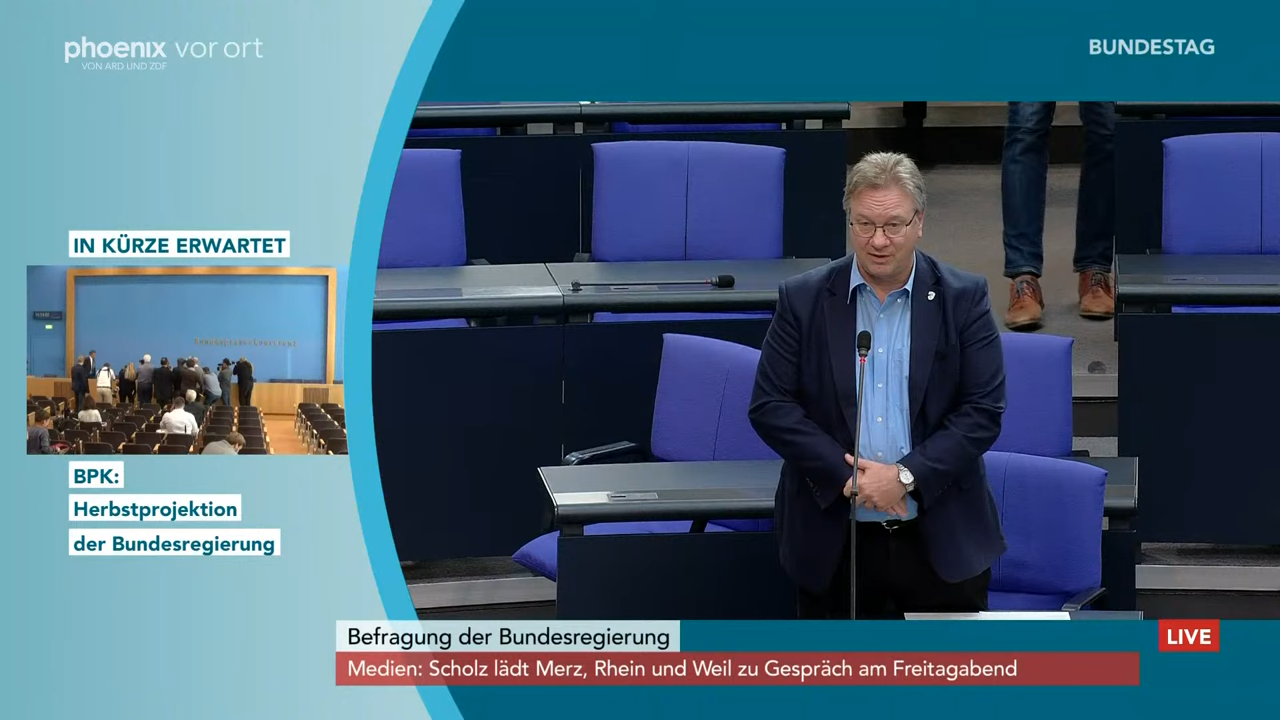 phoenix vor ort
VON ARD UND ZDF
BUNDESTAG
IN KÜRZE ERWARTET
BPK:
Herbstprojektion
der Bundesregierung
Befragung der Bundesregierung
LIVE
Medien: Scholz lädt Merz, Rhein und Weil zu Gespräch am Freitagabend